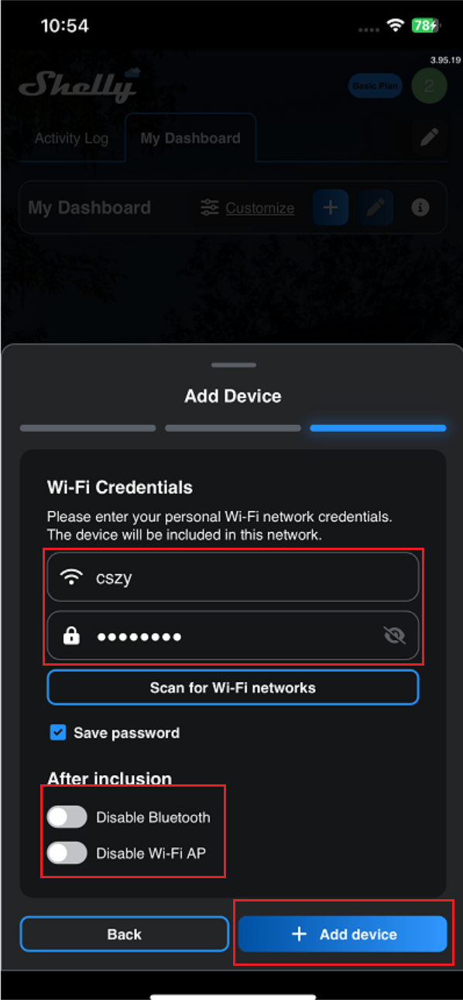 10:54
78
3.95.19
Shelly
Basic Plan
2
Activity Log
My Dashboard
My Dashboard
Customize
Add Device
Wi-Fi Credentials
Please enter your personal Wi-Fi network credentials.
The device will be included in this network.
cszy
••••••••
Scan for Wi-Fi networks
Save password
After inclusion
Disable Bluetooth
Disable Wi-Fi AP
Back
+ Add device